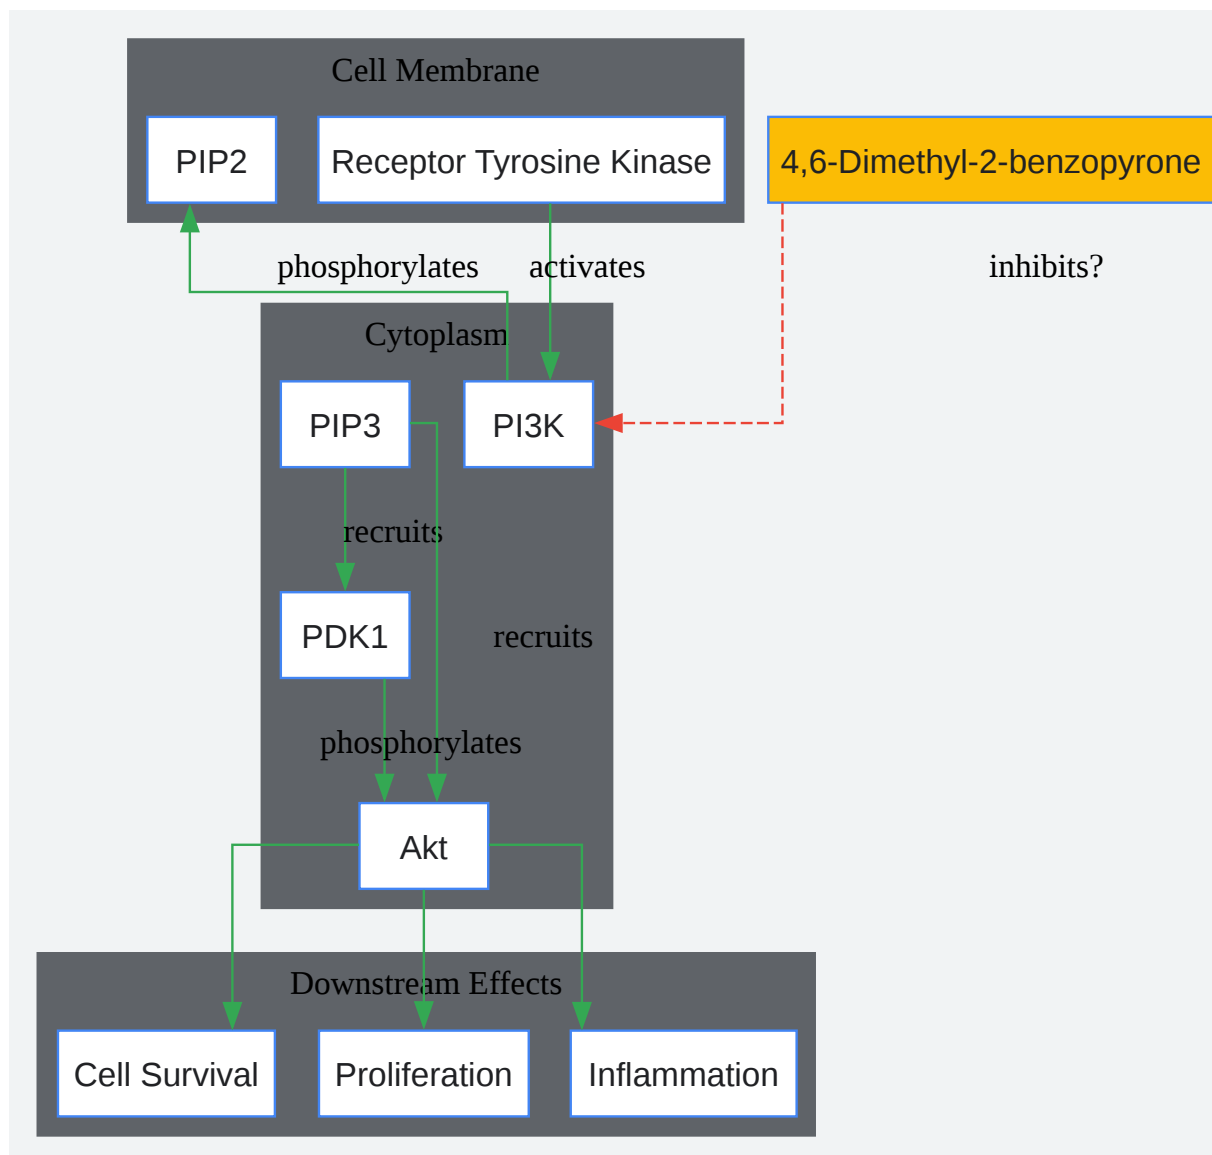 Cell Membrane
PIP2
Receptor Tyrosine Kinase
4,6-Dimethyl-2-benzopyrone
phosphorylates
activates
inhibits?
Cytoplasm
PIP3
PI3K
recruits
PDK1
recruits
phosphorylates
Akt
Downstream Effects
Cell Survival
Proliferation
Inflammation